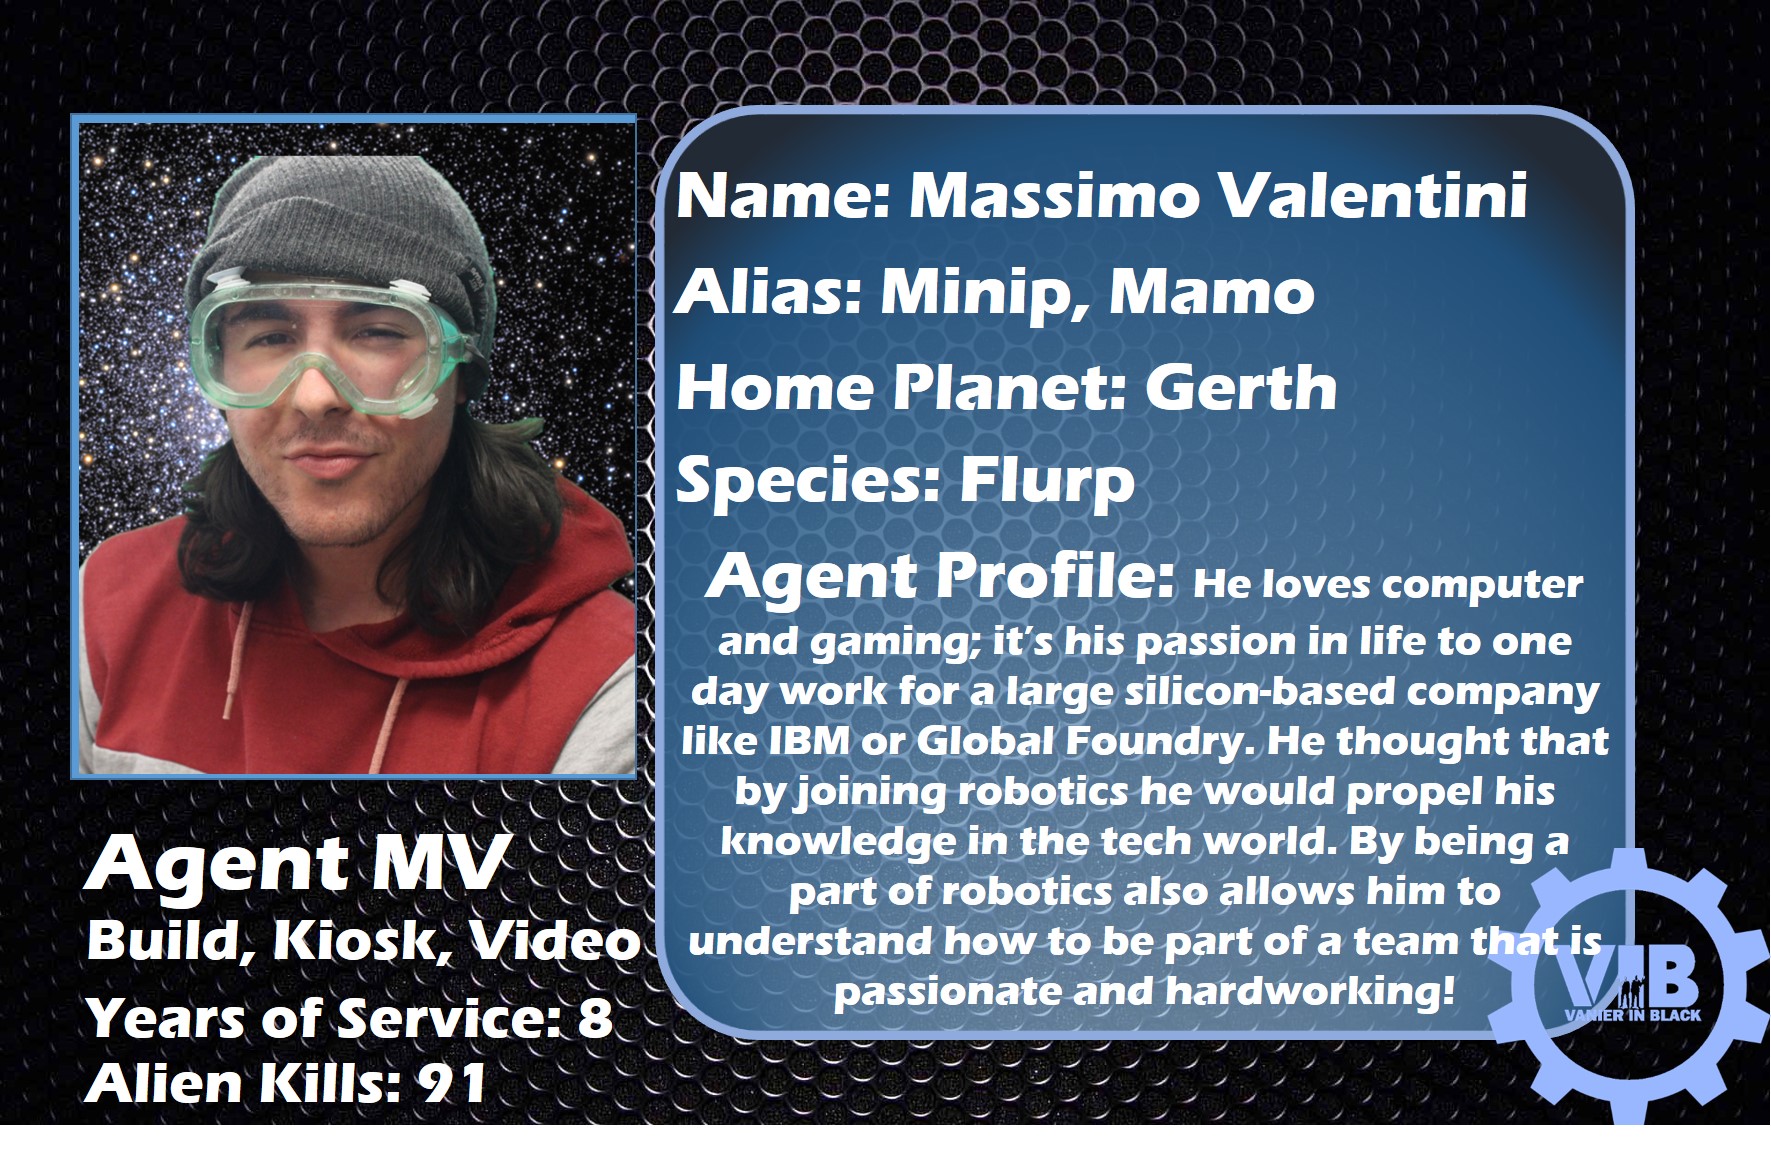 Name: Massimo Valentini
Alias: Minip, Mamo
Home Planet: Gerth
Species: Flurp
Agent Profile: He loves computer
and gaming; it's his passion in life to one
day work for a large silicon-based company
like IBM or Global Foundry. He thought that
by joining robotics he would propel his
knowledge in the tech world. By being a
part of robotics also allows him to
understand how to be part of a team that is
passionate and hardworking!
Agent MV
Build, Kiosk, Video
Years of Service: 8
Alien Kills: 91
VIB
VANIER IN BLACK